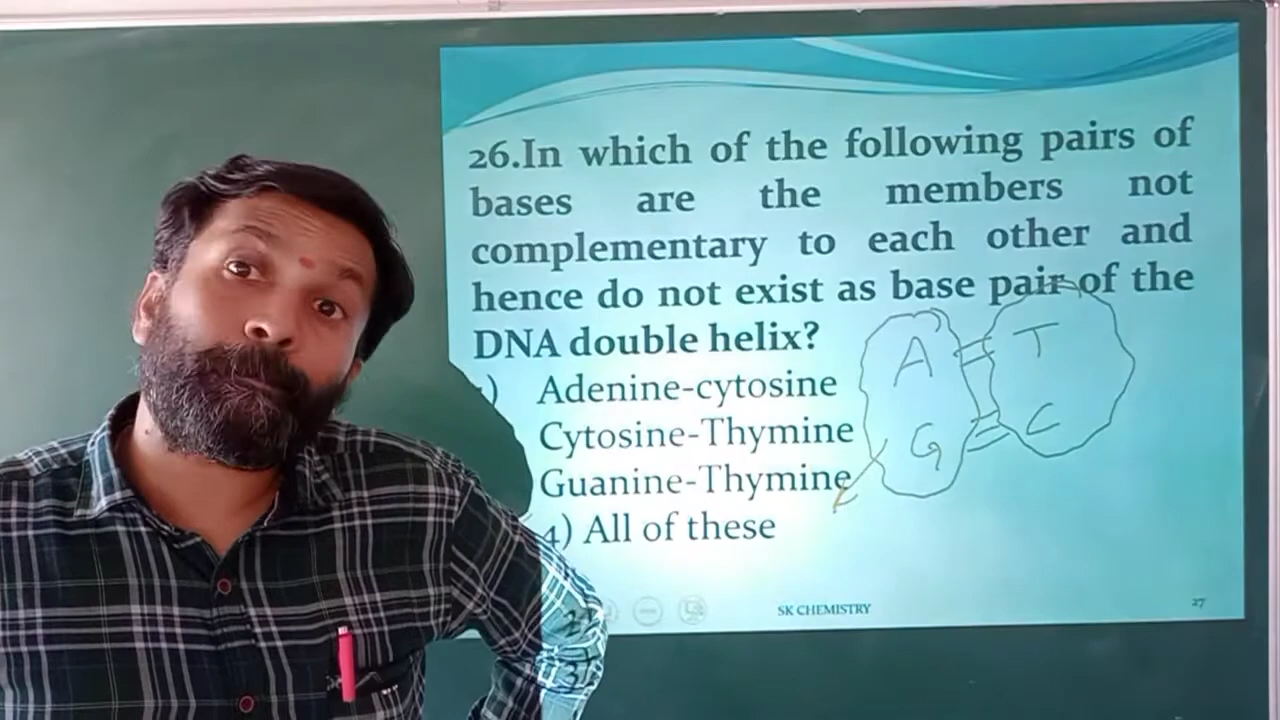 26.In which of the following pairs of
bases are the members not
complementary to each other and
hence do not exist as base pair of the
DNA double helix?
) Adenine-cytosine
Cytosine-Thymine
Guanine-Thymine
4) All of these
A = T
G ≡ C
2)
3)
SK CHEMISTRY
27